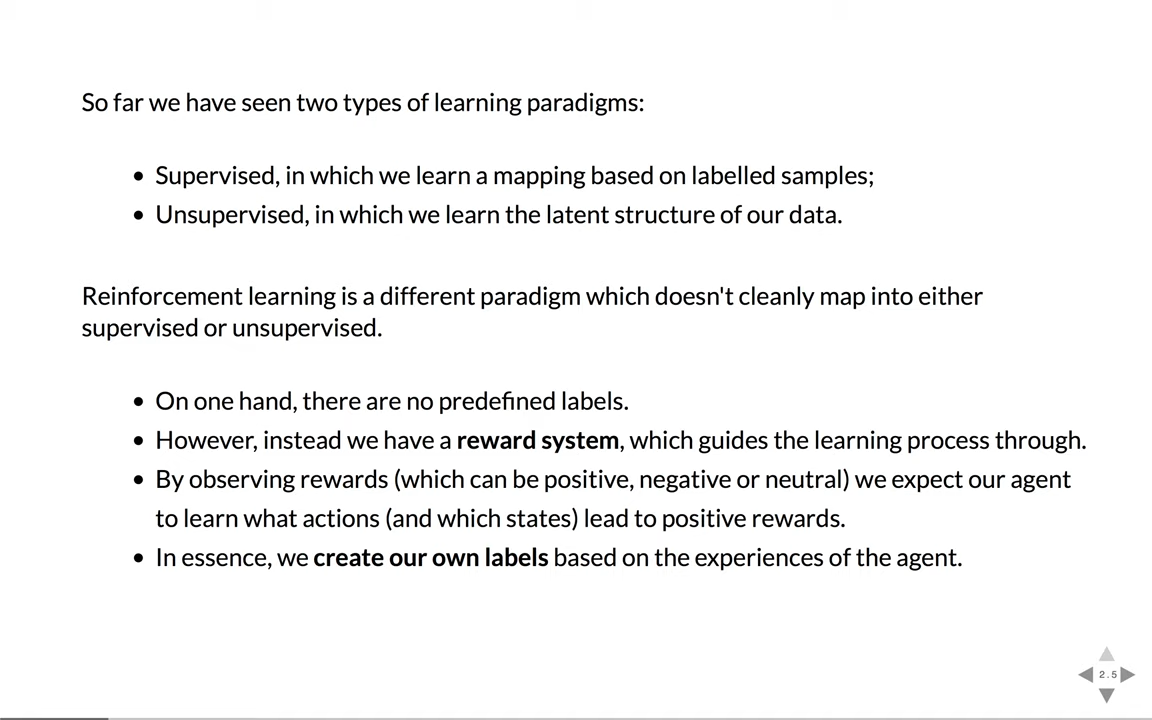 So far we have seen two types of learning paradigms:
• Supervised, in which we learn a mapping based on labelled samples;
• Unsupervised, in which we learn the latent structure of our data.
Reinforcement learning is a different paradigm which doesn't cleanly map into either
supervised or unsupervised.
• On one hand, there are no predefined labels.
• However, instead we have a reward system, which guides the learning process through.
• By observing rewards (which can be positive, negative or neutral) we expect our agent
to learn what actions (and which states) lead to positive rewards.
• In essence, we create our own labels based on the experiences of the agent.
2.5